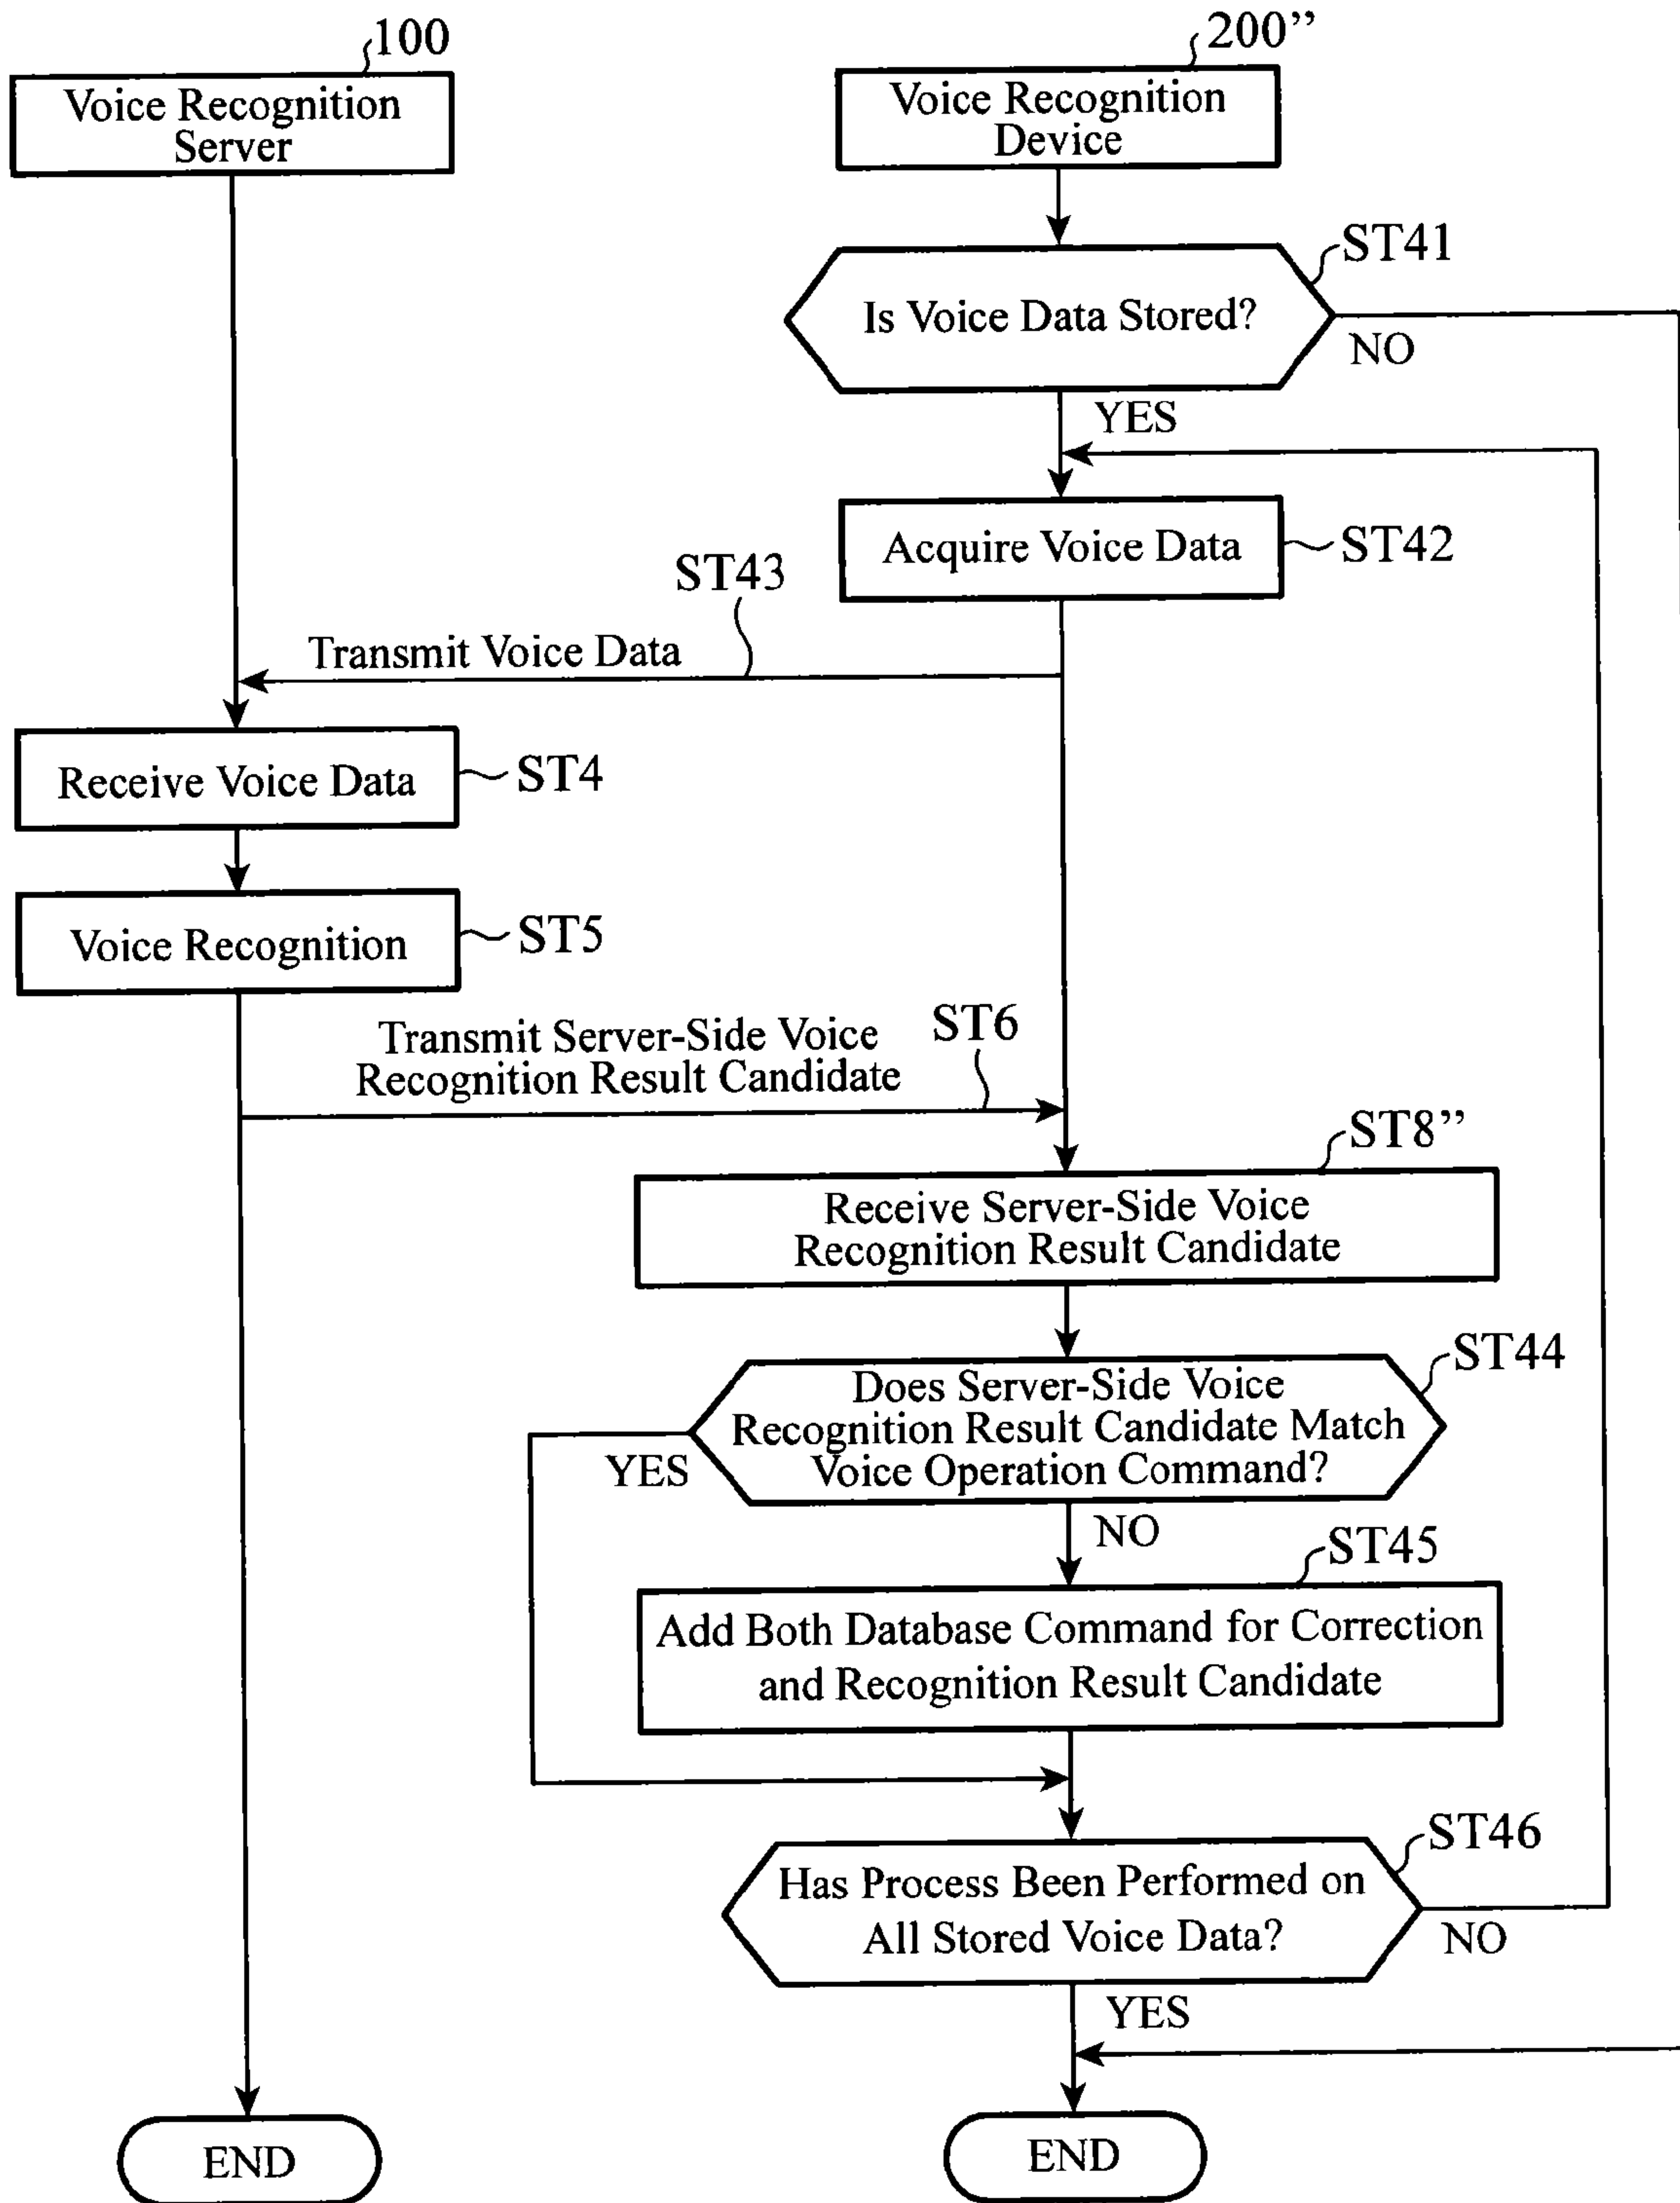 100
Voice Recognition
Server
200”
Voice Recognition
Device
ST41
Is Voice Data Stored?
NO
YES
Acquire Voice Data
ST42
ST43
Transmit Voice Data
Receive Voice Data
ST4
Voice Recognition
ST5
Transmit Server-Side Voice
Recognition Result Candidate
ST6
ST8”
Receive Server-Side Voice
Recognition Result Candidate
ST44
Does Server-Side Voice
Recognition Result Candidate Match
Voice Operation Command?
YES
NO
ST45
Add Both Database Command for Correction
and Recognition Result Candidate
ST46
Has Process Been Performed on
All Stored Voice Data?
NO
YES
END
END